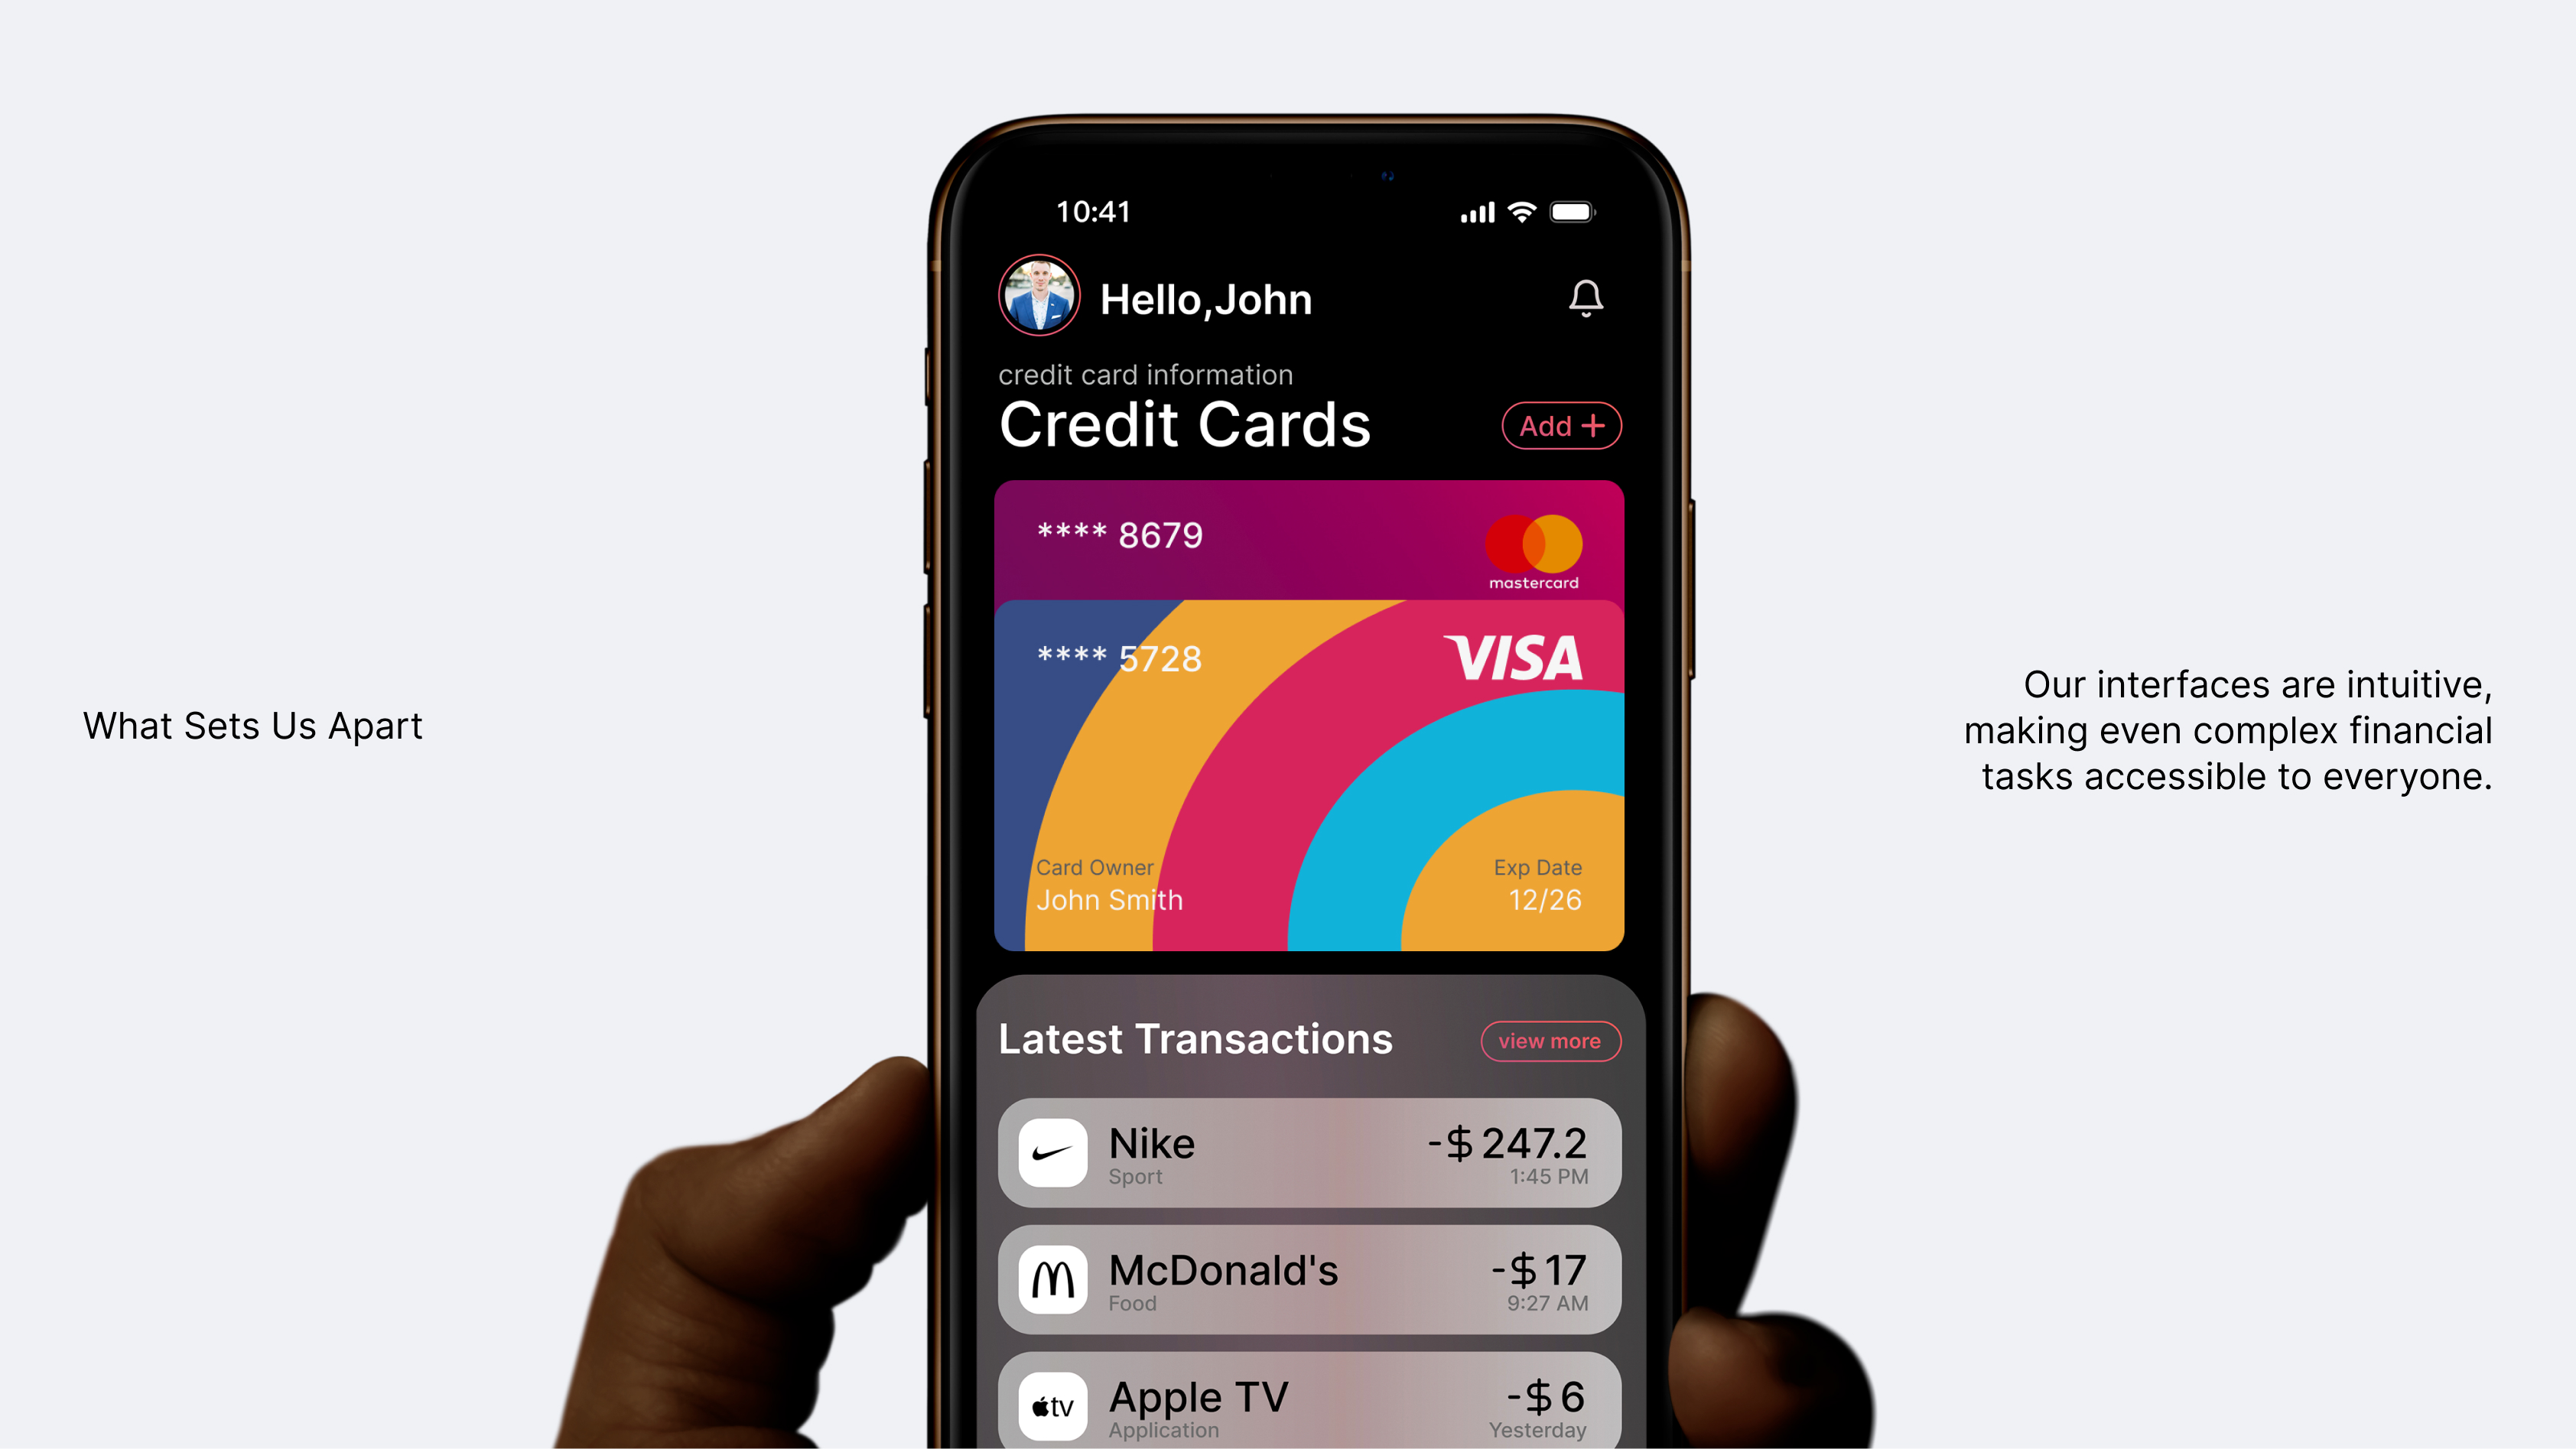 10:41
Hello,John
credit card information
Credit Cards
Add +
**** 8679
mastercard
**** 5728
VISA
Card Owner
Exp Date
John Smith
12/26
What Sets Us Apart
Our interfaces are intuitive,
making even complex financial
tasks accessible to everyone.
Latest Transactions
view more
Nike
-$247.2
Sport
1:45 PM
McDonald's
-$17
Food
9:27 AM
tv
Apple TV
-$6
Application
Yesterday